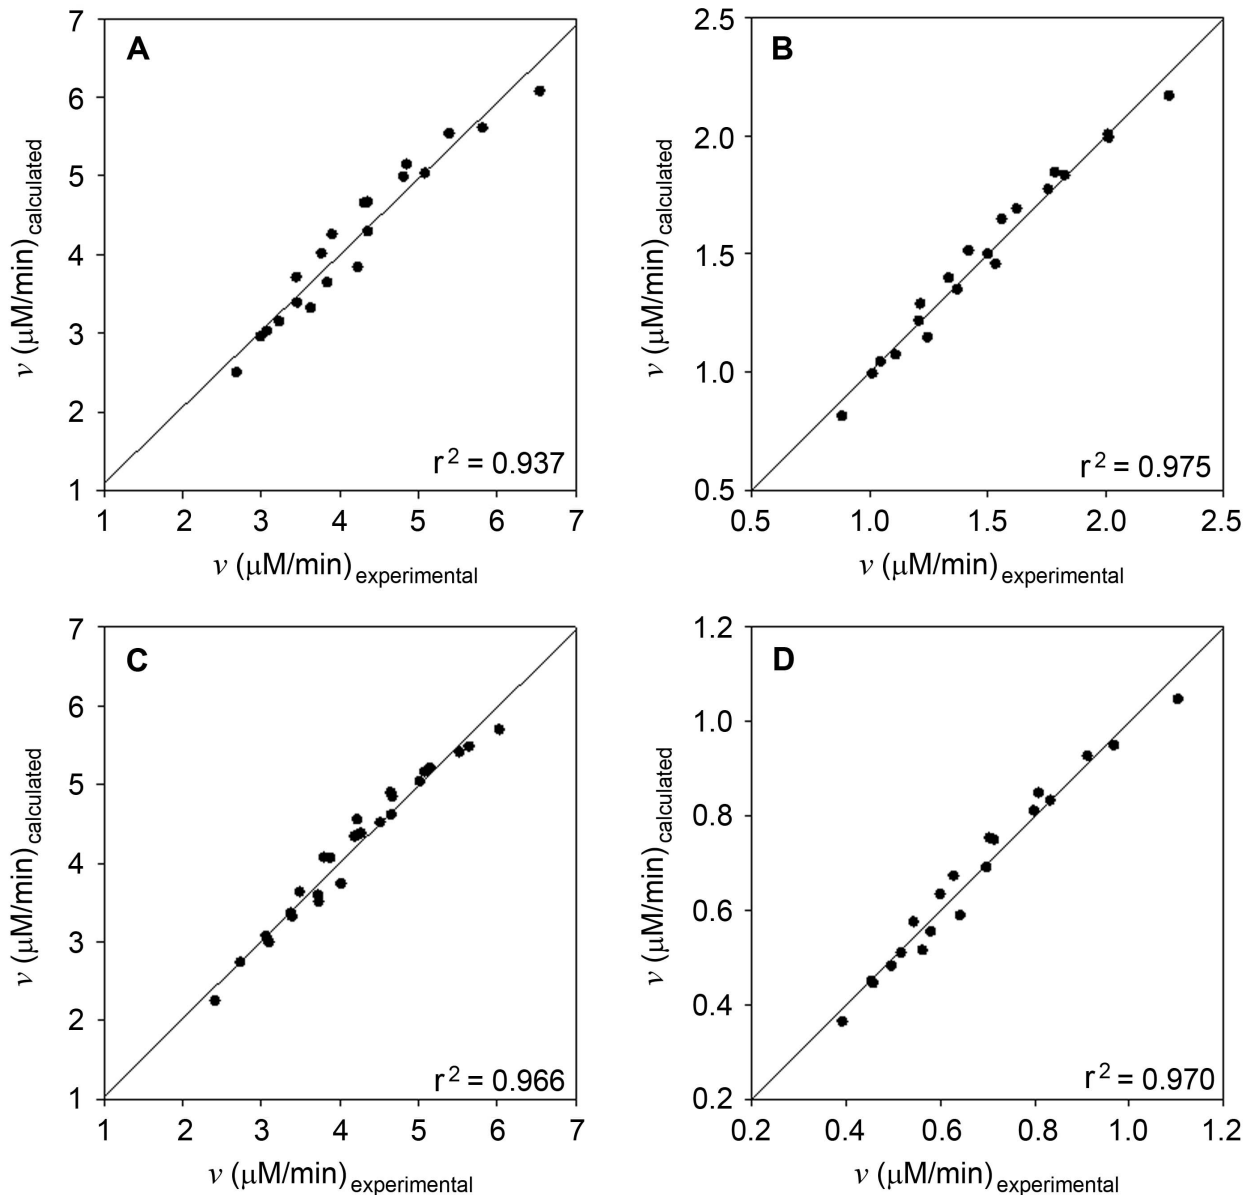 A
7
6
5
4
3
2
1
v (μM/min)calculated
r² = 0.937
1 2 3 4 5 6 7
v (μM/min)experimental
B
2.5
2.0
1.5
1.0
0.5
v (μM/min)calculated
r² = 0.975
0.5 1.0 1.5 2.0 2.5
v (μM/min)experimental
C
7
6
5
4
3
2
1
v (μM/min)calculated
r² = 0.966
1 2 3 4 5 6 7
v (μM/min)experimental
D
1.2
1.0
0.8
0.6
0.4
0.2
v (μM/min)calculated
r² = 0.970
0.2 0.4 0.6 0.8 1.0 1.2
v (μM/min)experimental